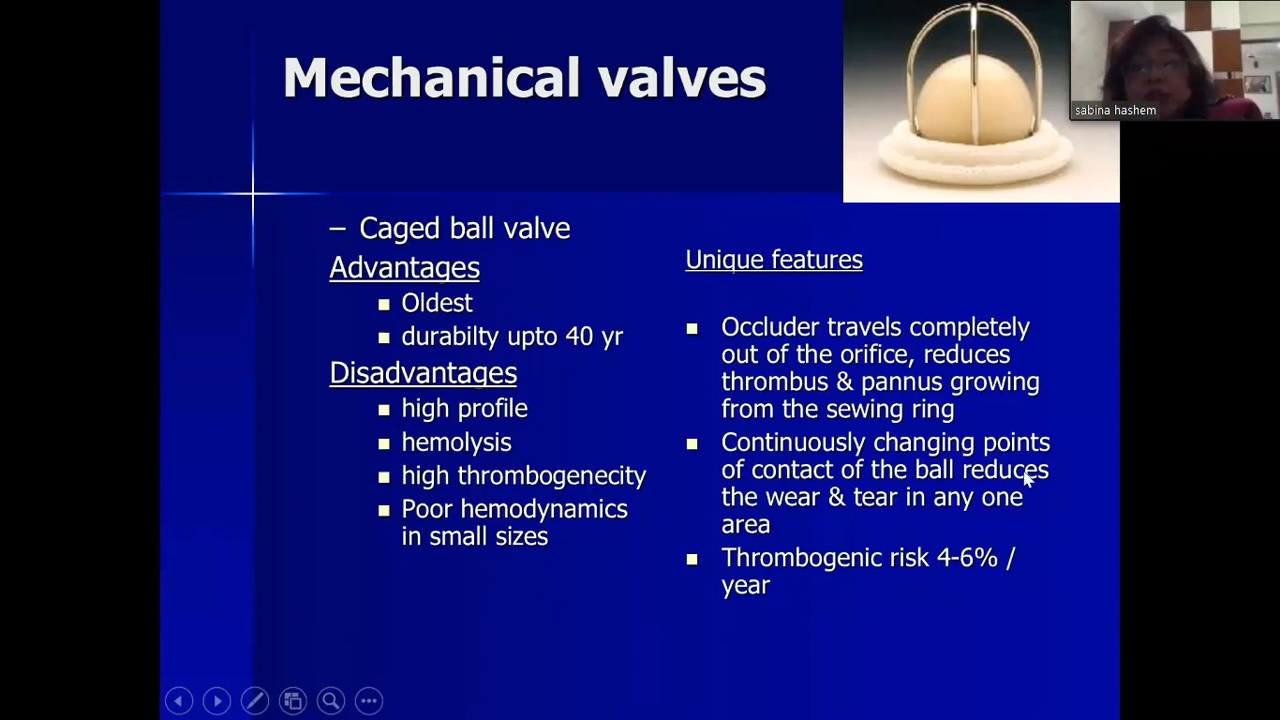 Mechanical valves
sabina hashem
– Caged ball valve
Advantages
■ Oldest
■ durabilty upto 40 yr
Disadvantages
■ high profile
■ hemolysis
■ high thrombogenecity
■ Poor hemodynamics
in small sizes
Unique features
■ Occluder travels completely
out of the orifice, reduces
thrombus & pannus growing
from the sewing ring
■ Continuously changing points
of contact of the ball reduces
the wear & tear in any one
area
■ Thrombogenic risk 4-6% /
year